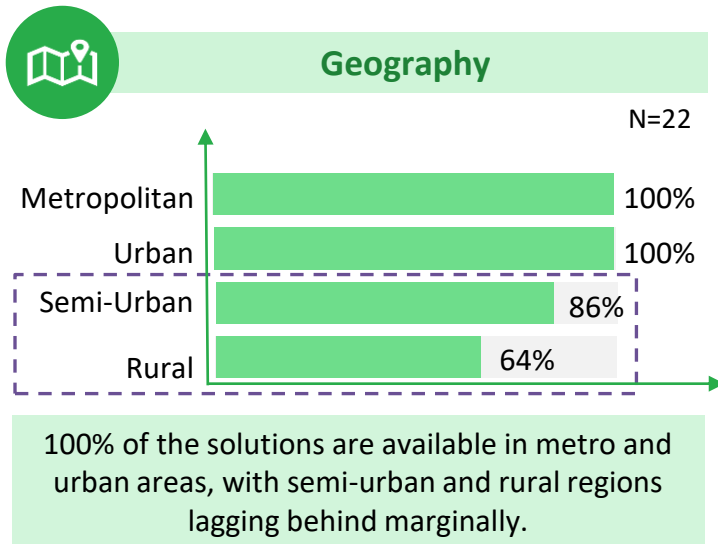 Geography
N=22
Metropolitan 100%
Urban 100%
Semi-Urban 86%
Rural 64%
100% of the solutions are available in metro and
urban areas, with semi-urban and rural regions
lagging behind marginally.